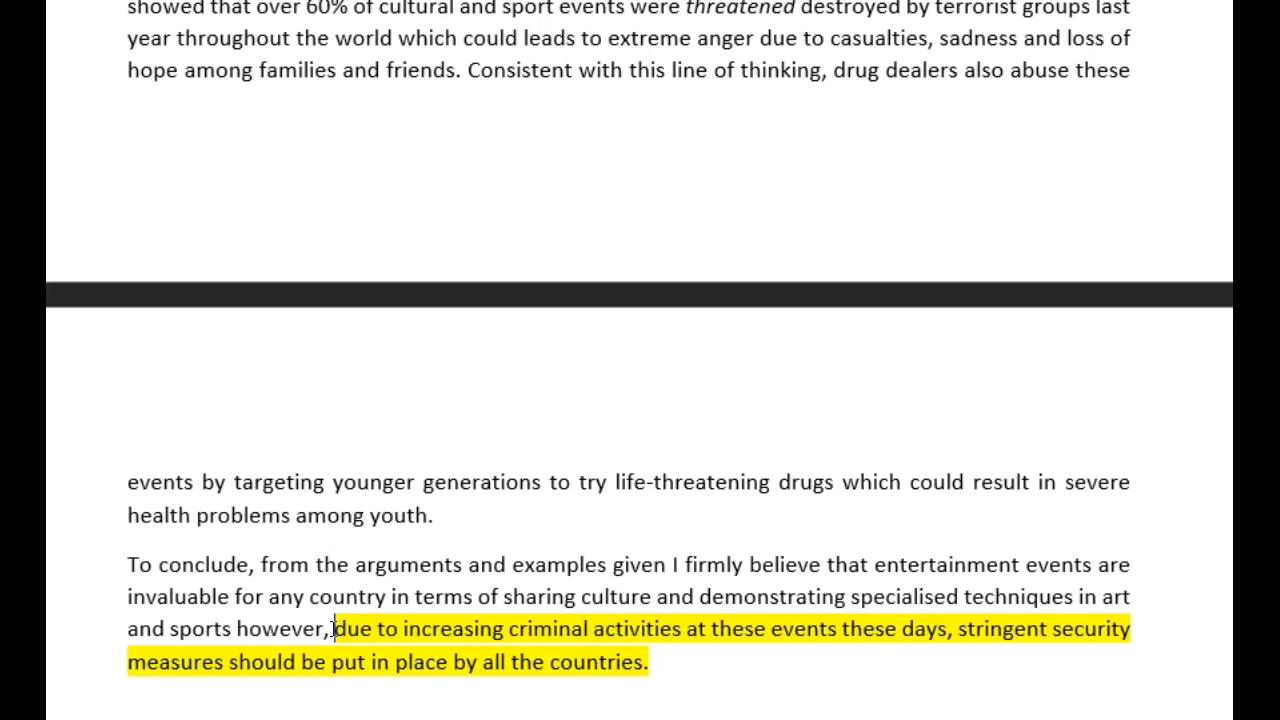 showed that over 60% of cultural and sport events were threatened destroyed by terrorist groups last
year throughout the world which could leads to extreme anger due to casualties, sadness and loss of
hope among families and friends. Consistent with this line of thinking, drug dealers also abuse these
events by targeting younger generations to try life-threatening drugs which could result in severe
health problems among youth.
To conclude, from the arguments and examples given I firmly believe that entertainment events are
invaluable for any country in terms of sharing culture and demonstrating specialised techniques in art
and sports however, due to increasing criminal activities at these events these days, stringent security
measures should be put in place by all the countries.